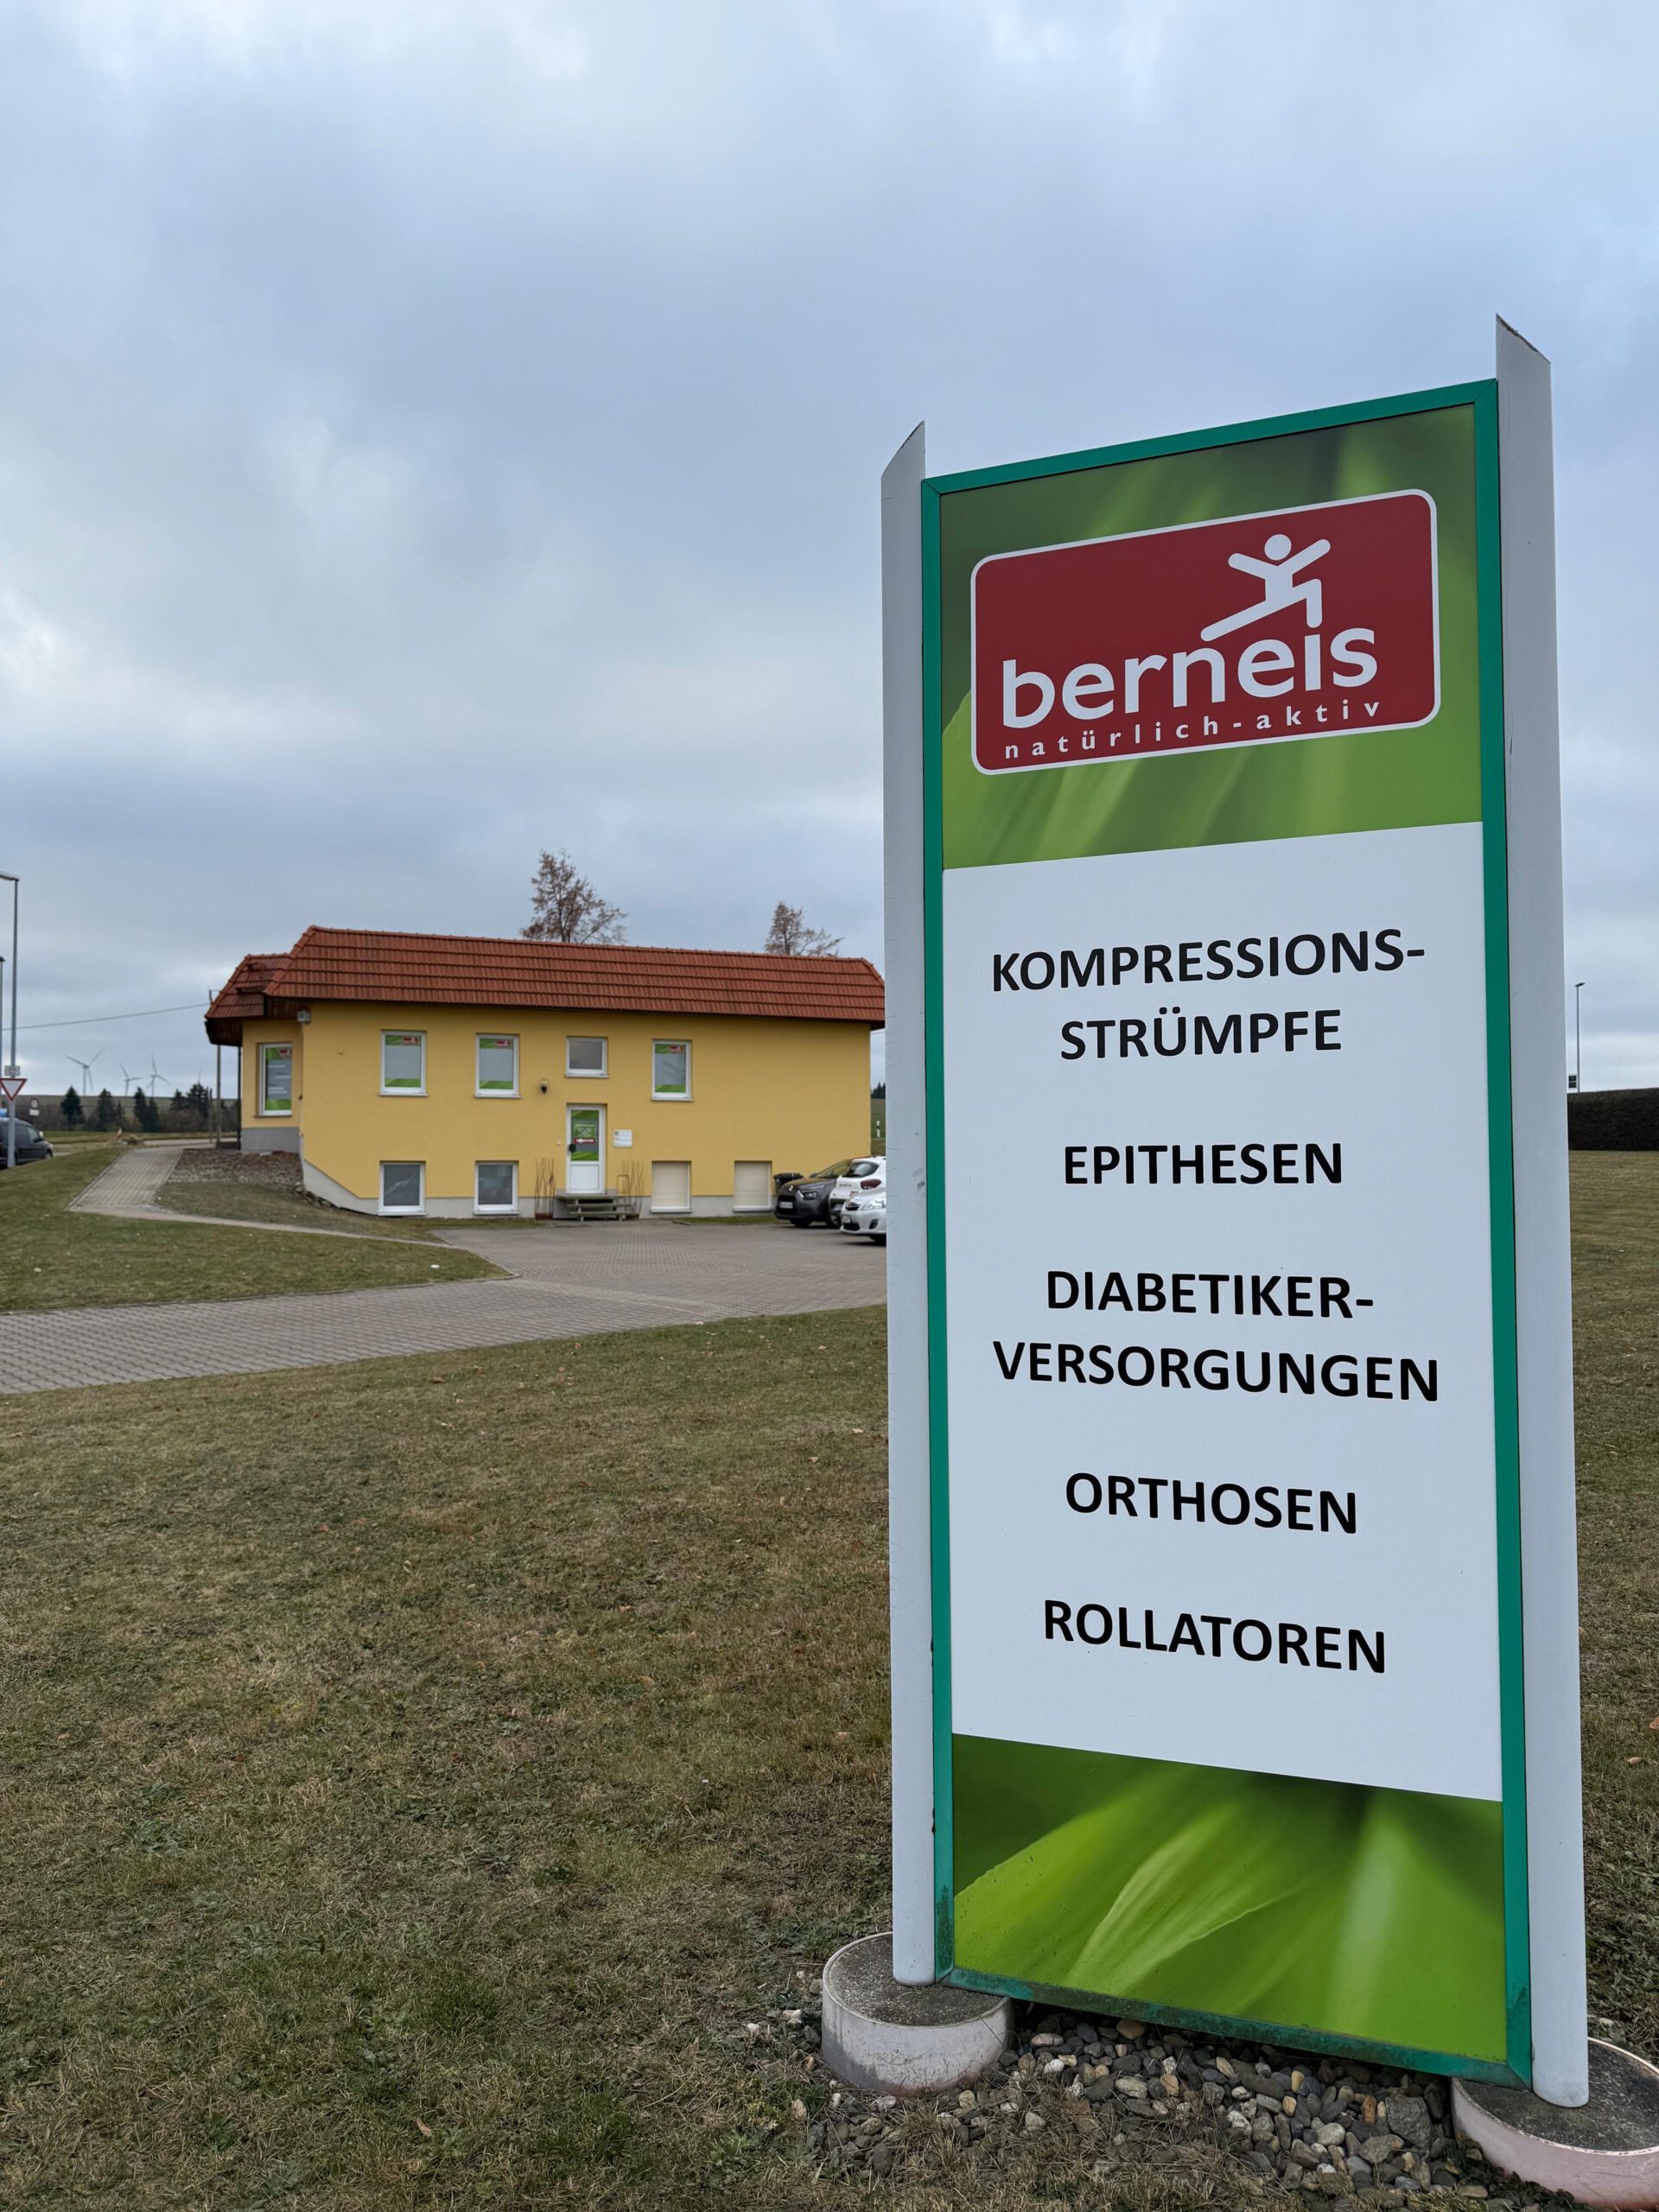 berneis
natürlich-aktiv
KOMPRESSIONS-
STRÜMPFE
EPITHESEN
DIABETIKER-
VERSORGUNGEN
ORTHOSEN
ROLLATOREN